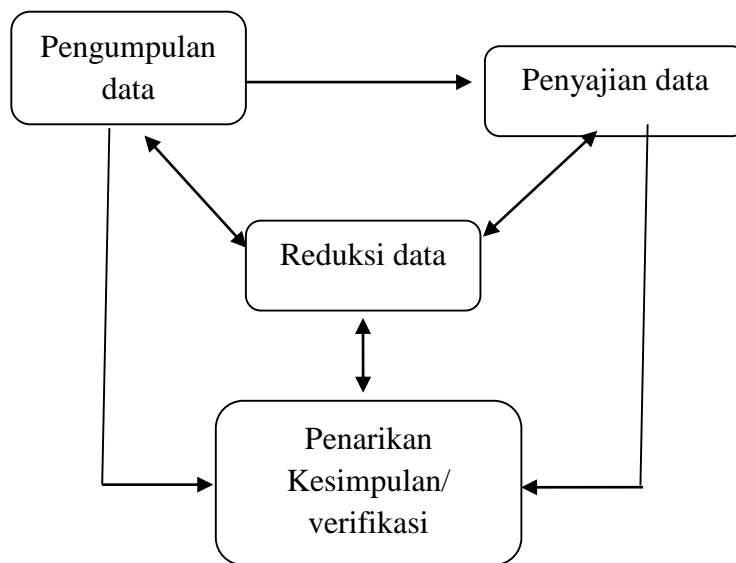 Pengumpulan
data
Penyajian data
Reduksi data
Penarikan
Kesimpulan/
verifikasi